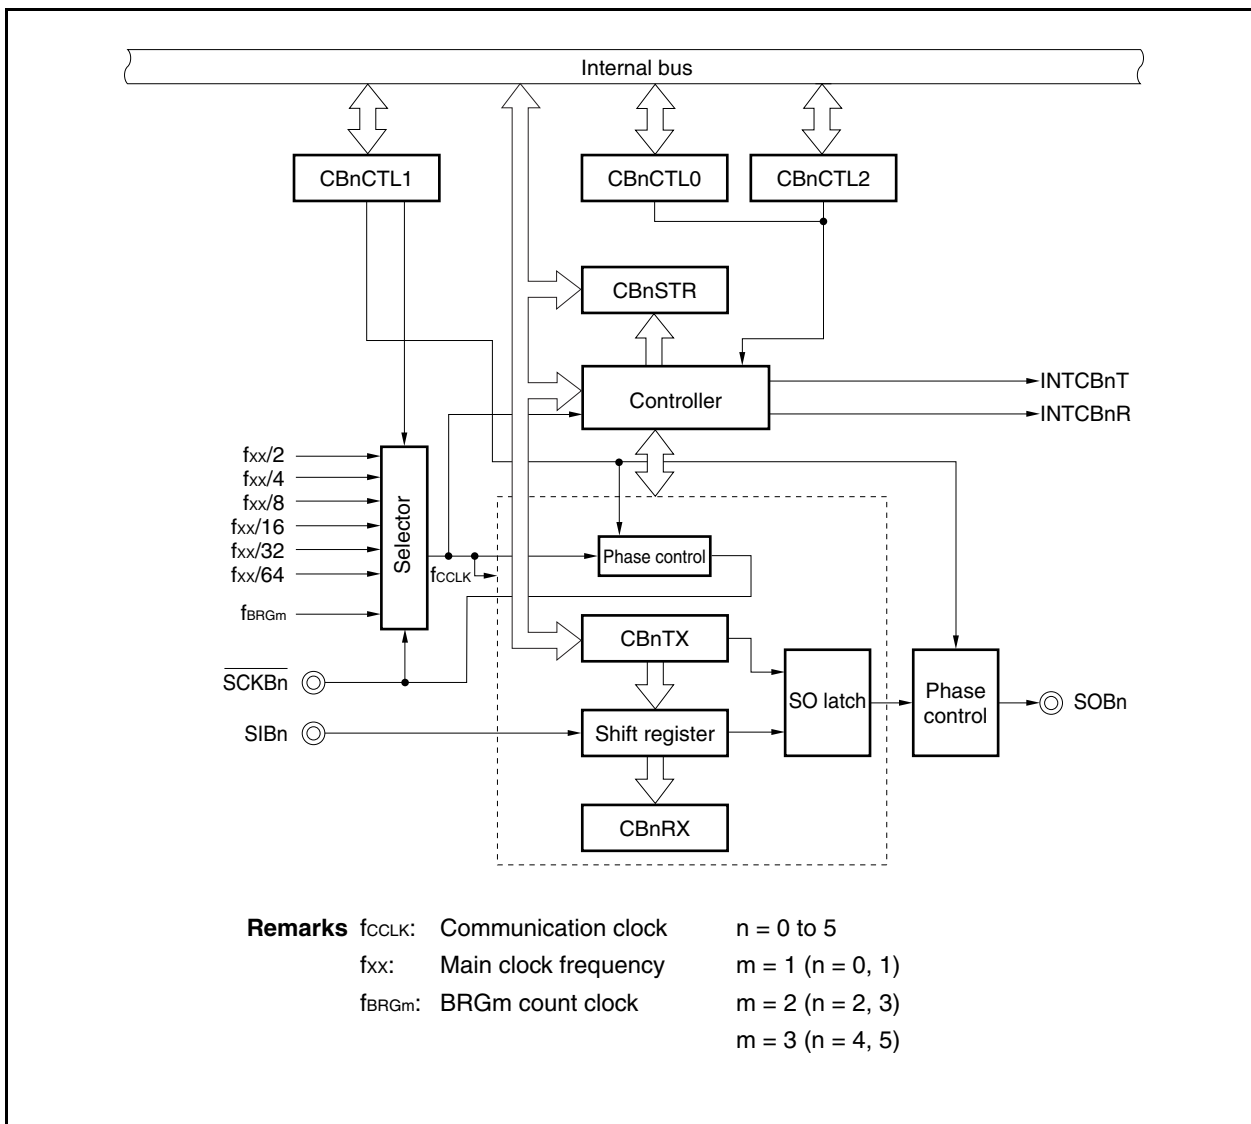 Internal bus
CBnCTL1
CBnCTL0
CBnCTL2
CBnSTR
Controller
INTCBnT
INTCBnR
fxx/2
fxx/4
fxx/8
fxx/16
fxx/32
fxx/64
fBRGm
Selector
fCCLK
Phase control
CBnTX
SCKBn
SIBn
Shift register
SO latch
Phase
control
SOBn
CBnRX
Remarks fCCLK: Communication clock n = 0 to 5
fxx: Main clock frequency m = 1 (n = 0, 1)
fBRGm: BRGm count clock m = 2 (n = 2, 3)
m = 3 (n = 4, 5)